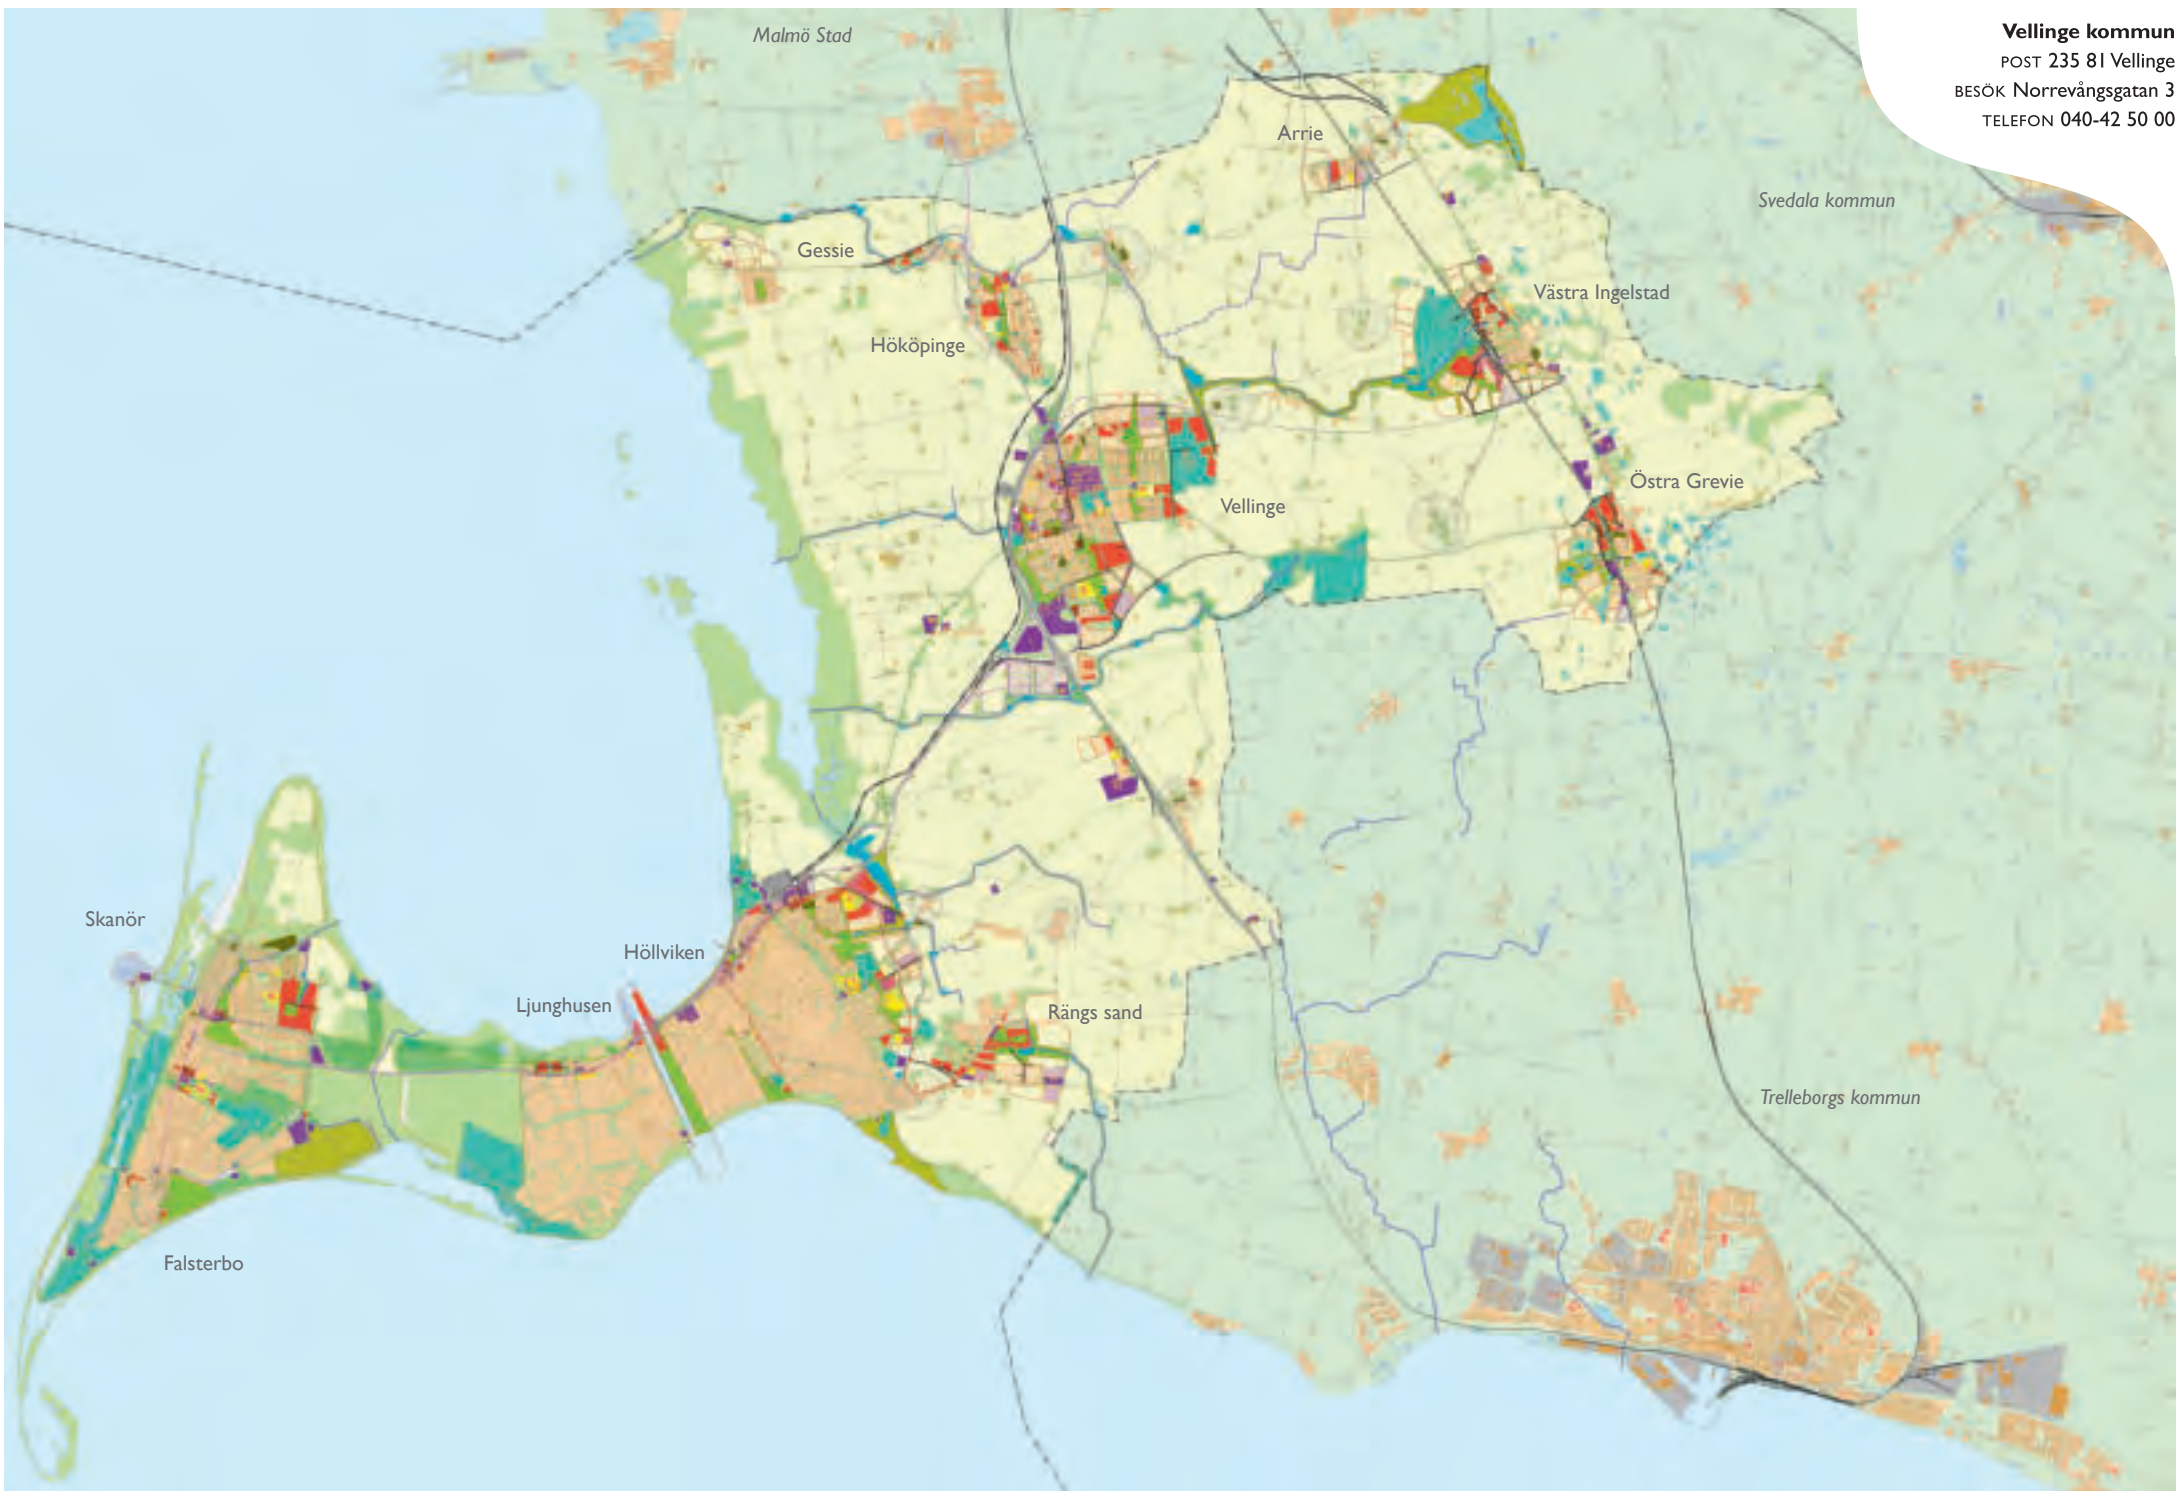 Vellinge kommun
POST 235 81 Vellinge
BESÖK Norrevångsgatan 3
TELEFON 040-42 50 00
Malmö Stad
Arrie
Svedala kommun
Gessie
Västra Ingelstad
Hököpinge
Östra Grevie
Vellinge
Skanör
Höllviken
Ljunghusen
Rängs sand
Trelleborgs kommun
Falsterbo